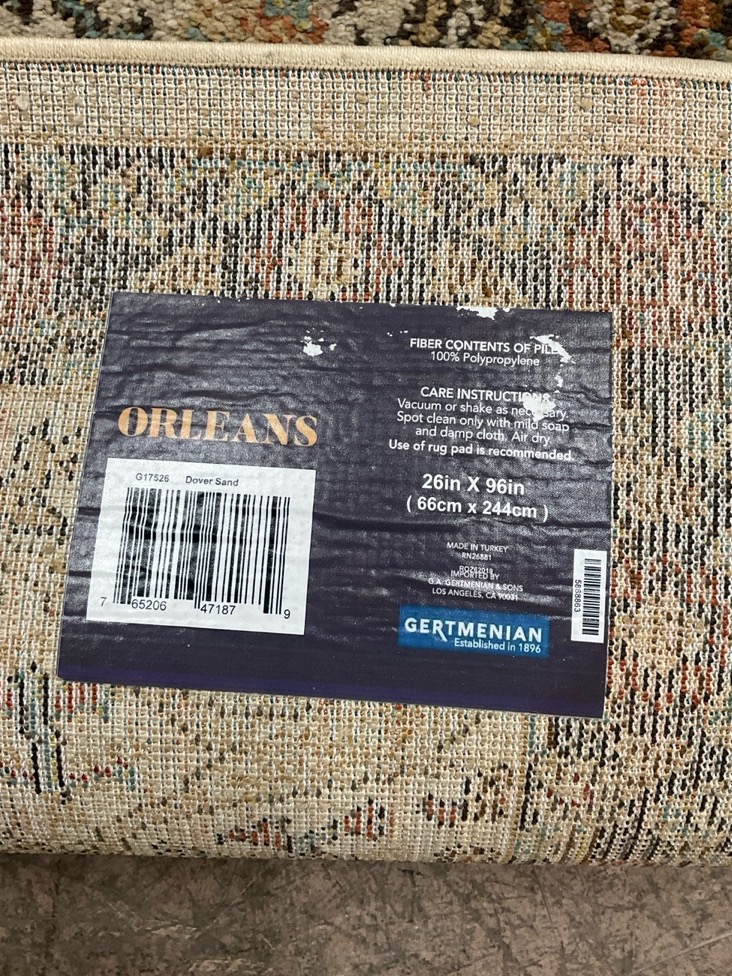 ORLEANS
G17526 Dover Sand
7 65206 47187 9
FIBER CONTENTS OF PILE
100% Polypropylene
CARE INSTRUCTIONS
Vacuum or shake as necessary.
Spot clean only with mild soap
and damp cloth. Air dry
Use of rug pad is recommended
26in X 96in
( 66cm x 244cm )
MADE IN TURKEY
RN26881
IMPORTED BY
G.A. GERTMENIAN & SONS
LOS ANGELES, CA 90031
GERTMENIAN
Established in 1896